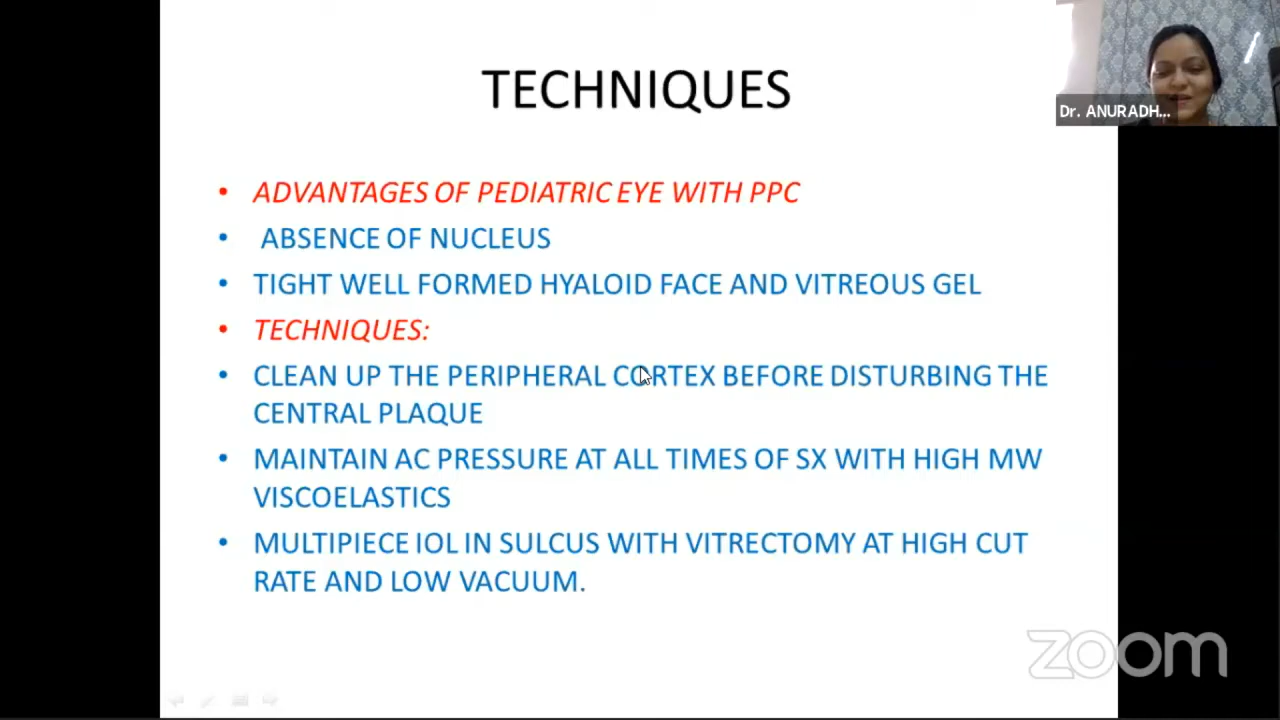 TECHNIQUES
Dr. ANURADH...
• ADVANTAGES OF PEDIATRIC EYE WITH PPC
• ABSENCE OF NUCLEUS
• TIGHT WELL FORMED HYALOID FACE AND VITREOUS GEL
• TECHNIQUES:
• CLEAN UP THE PERIPHERAL CORTEX BEFORE DISTURBING THE
CENTRAL PLAQUE
• MAINTAIN AC PRESSURE AT ALL TIMES OF SX WITH HIGH MW
VISCOELASTICS
• MULTIPIECE IOL IN SULCUS WITH VITRECTOMY AT HIGH CUT
RATE AND LOW VACUUM.
zoom